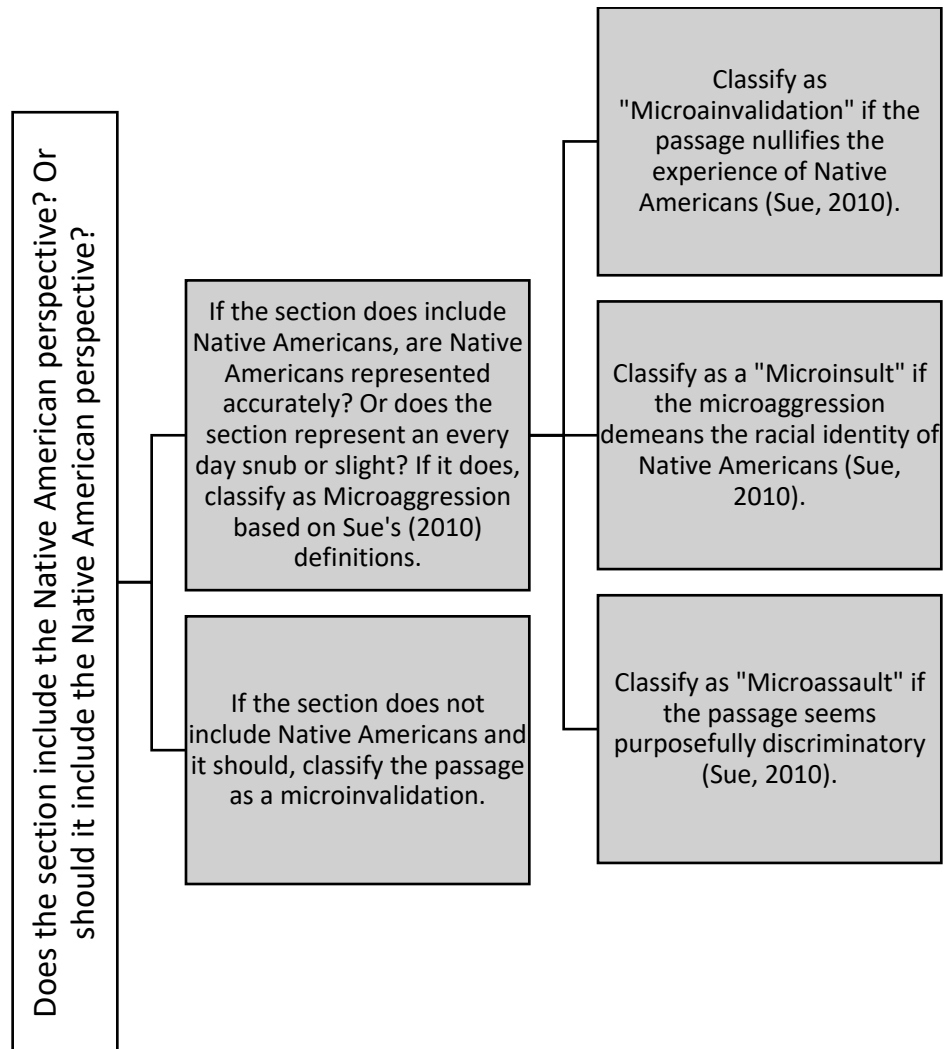 Does the section include the Native American perspective? Or
should it include the Native American perspective?
If the section does include
Native Americans, are Native
Americans represented
accurately? Or does the
section represent an every
day snub or slight? If it does,
classify as Microaggression
based on Sue's (2010)
definitions.
If the section does not
include Native Americans and
it should, classify the passage
as a microinvalidation.
Classify as
"Microainvalidation" if the
passage nullifies the
experience of Native
Americans (Sue, 2010).
Classify as a "Microinsult" if
the microaggression
demeans the racial identity of
Native Americans (Sue,
2010).
Classify as "Microassault" if
the passage seems
purposefully discriminatory
(Sue, 2010).